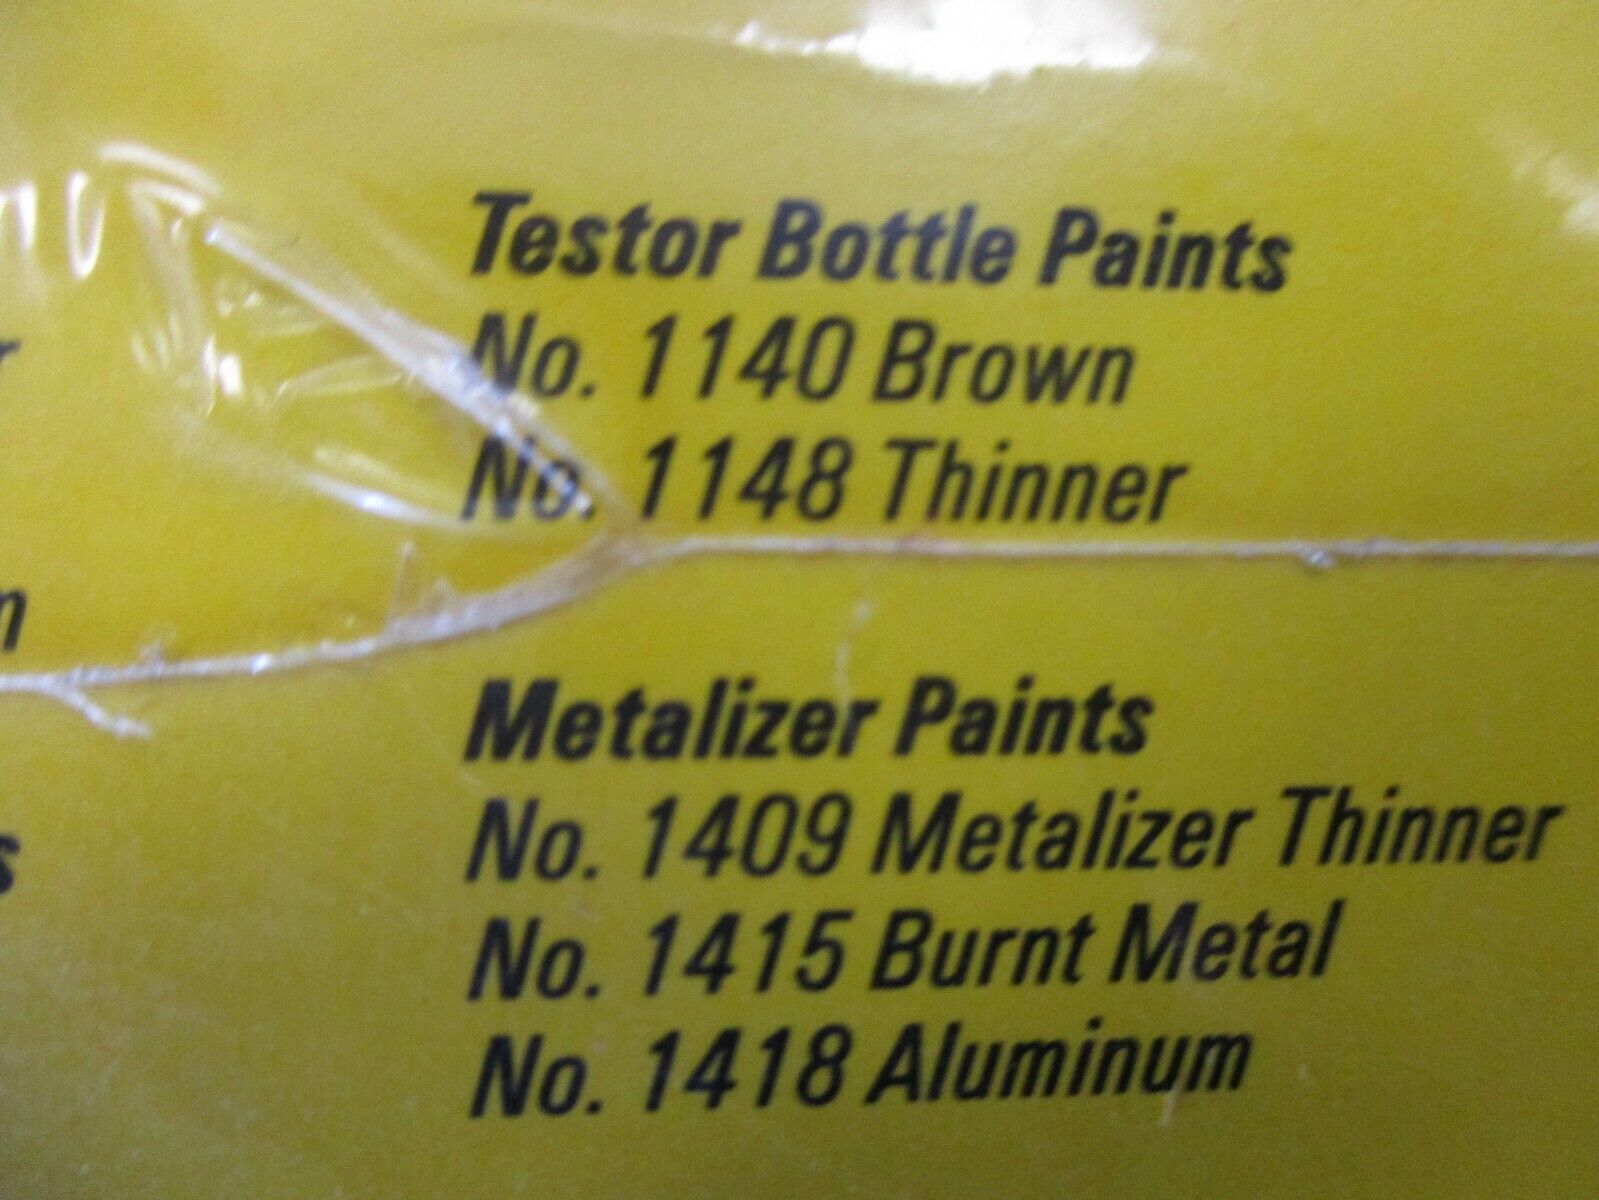 Testor Bottle Paints
No. 1140 Brown
No. 1148 Thinner
Metalizer Paints
No. 1409 Metalizer Thinner
No. 1415 Burnt Metal
No. 1418 Aluminum